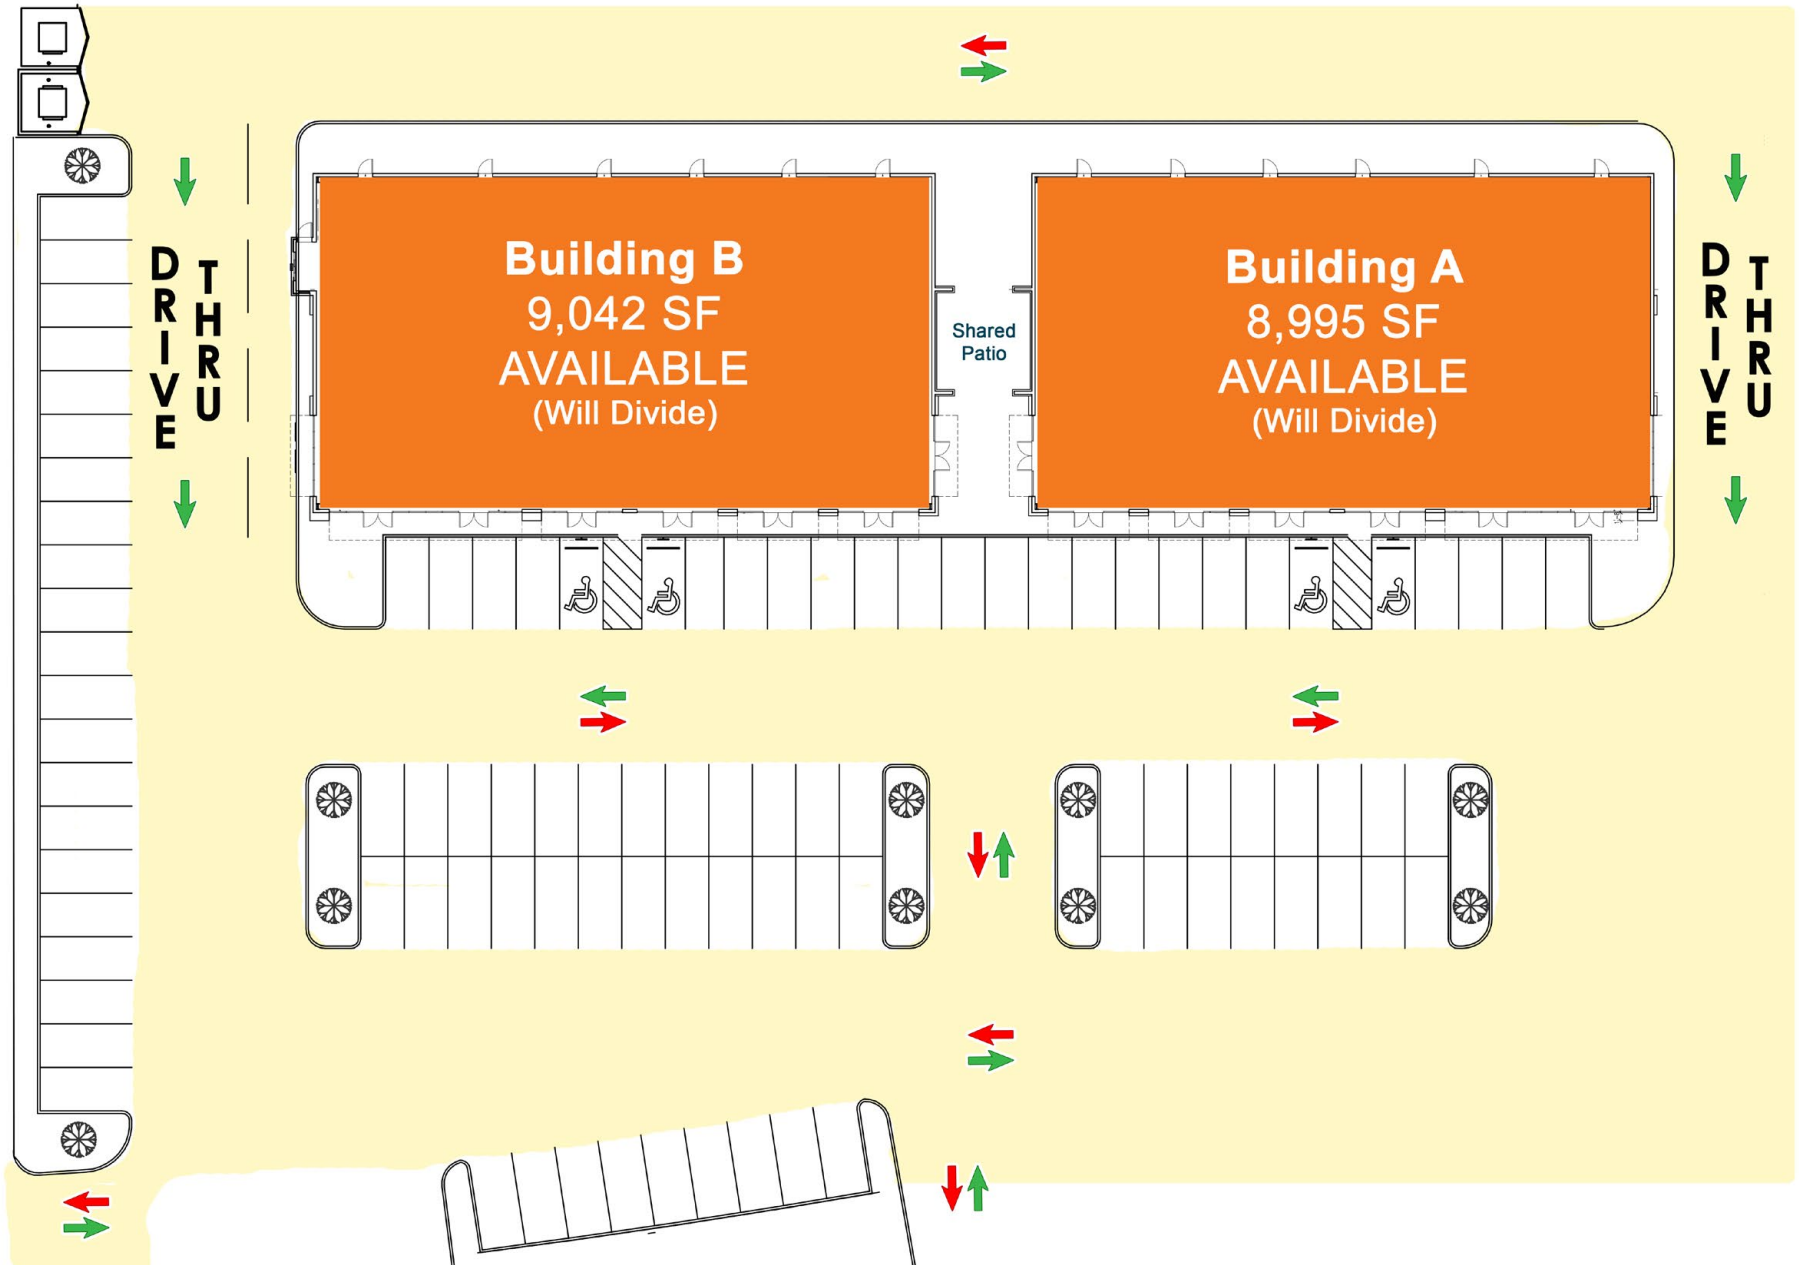 DRIVE
THRU
Building B
9,042 SF
AVAILABLE
(Will Divide)
Shared
Patio
Building A
8,995 SF
AVAILABLE
(Will Divide)
DRIVE
THRU